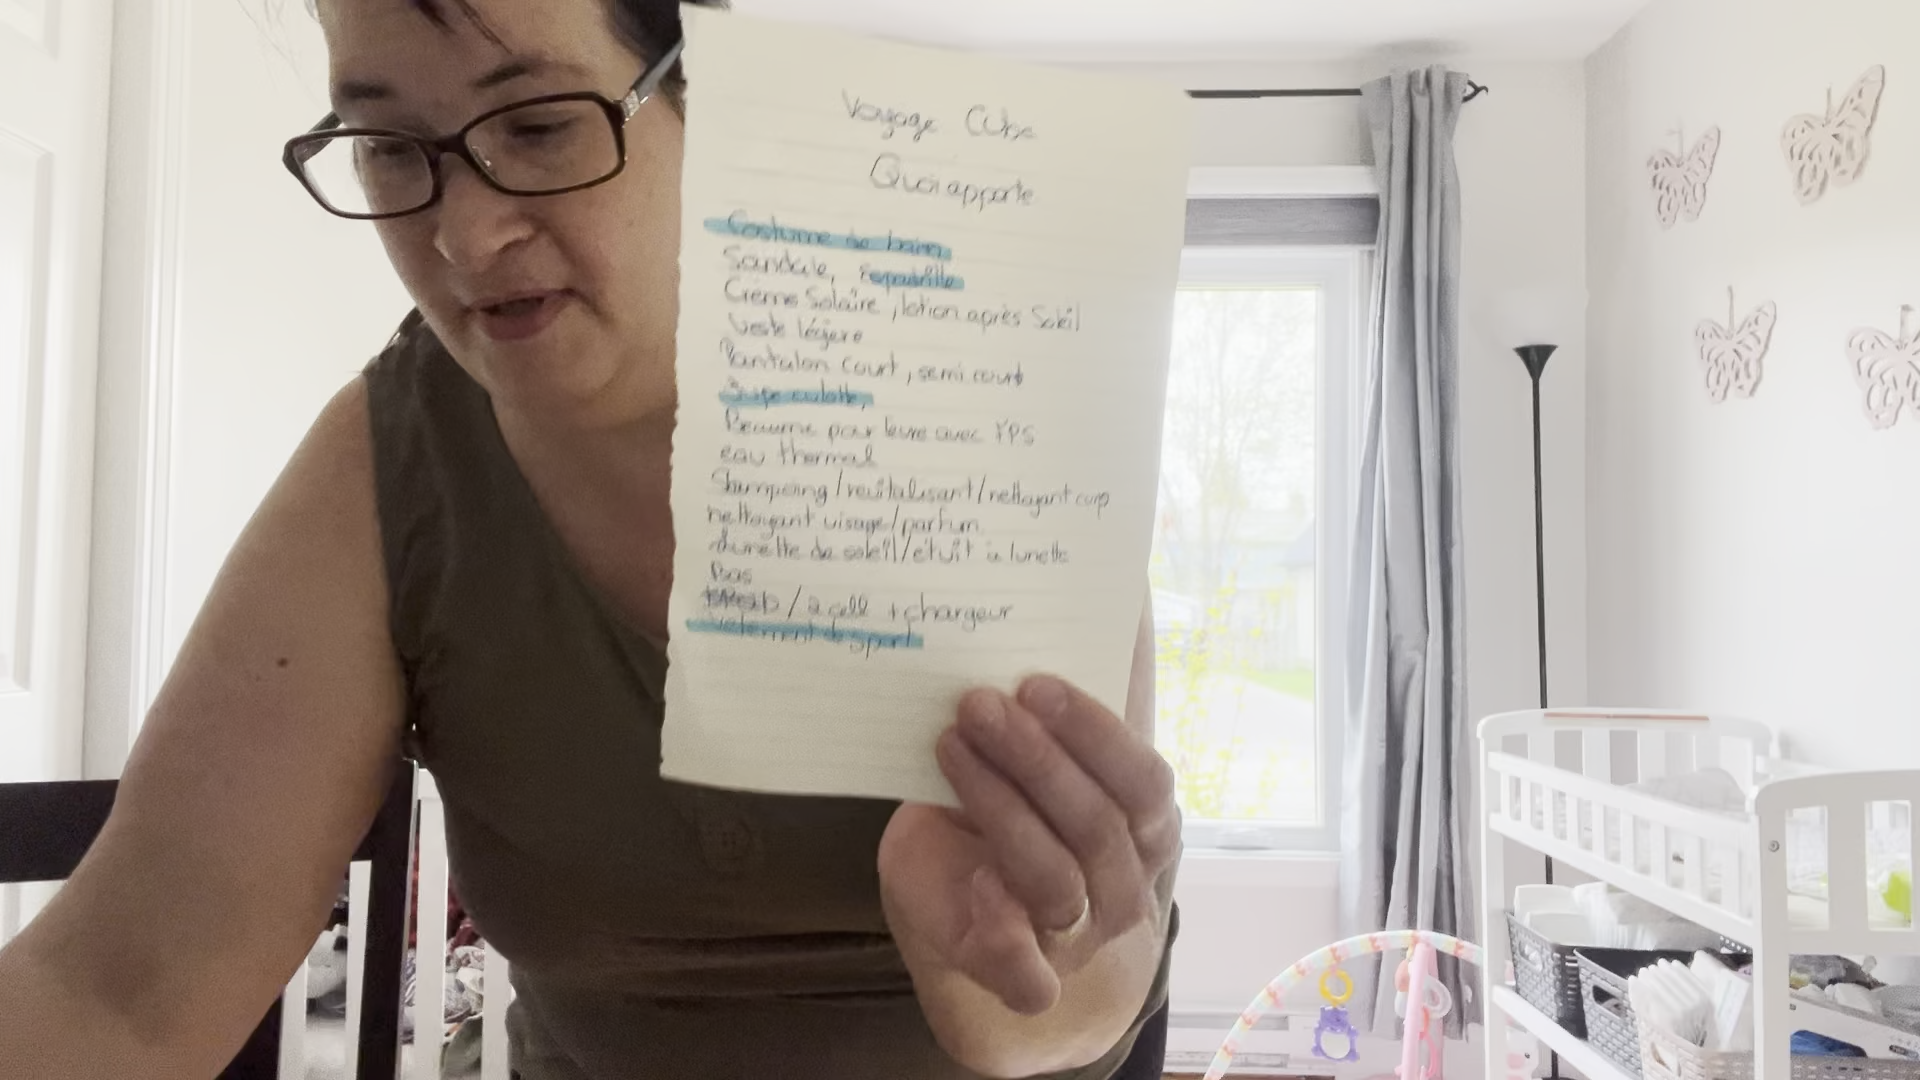 Voyage Cuba
Quoi apporte
Costume de bain,
Sandale, espadrille
Crème Solaire, lotion après Soleil
Veste légère
Pantalon court, semi court
Jupe culotte,
Beaume pour levre avec FPS
eau thermal
Shampoing/revitalisant/nettoyant corp
nettoyant visage/parfum.
lunette de soleil/étuit à lunette
Bas
/ 2 cell + chargeur
vetement de sport